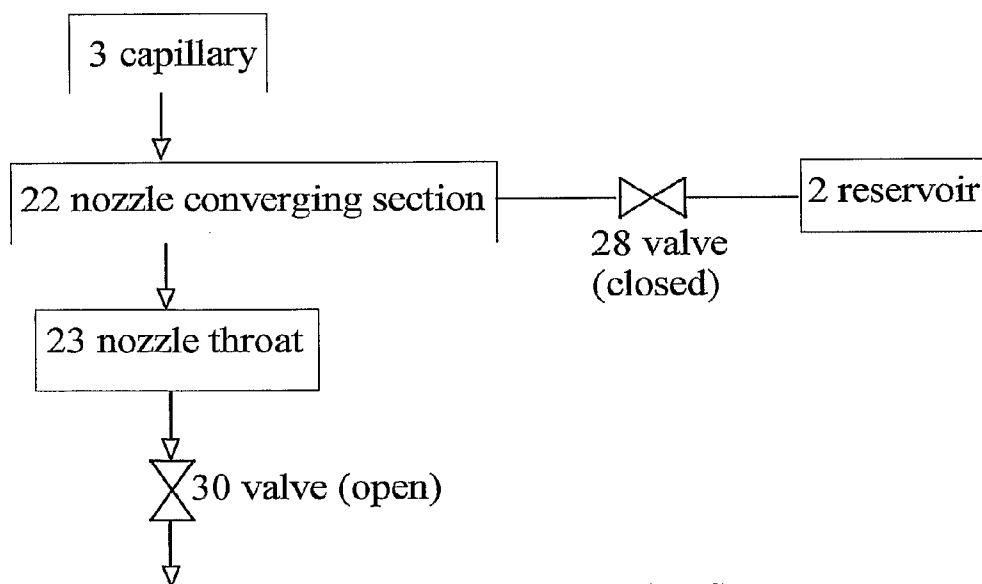 3 capillary
22 nozzle converging section
2 reservoir
28 valve
(closed)
23 nozzle throat
30 valve (open)